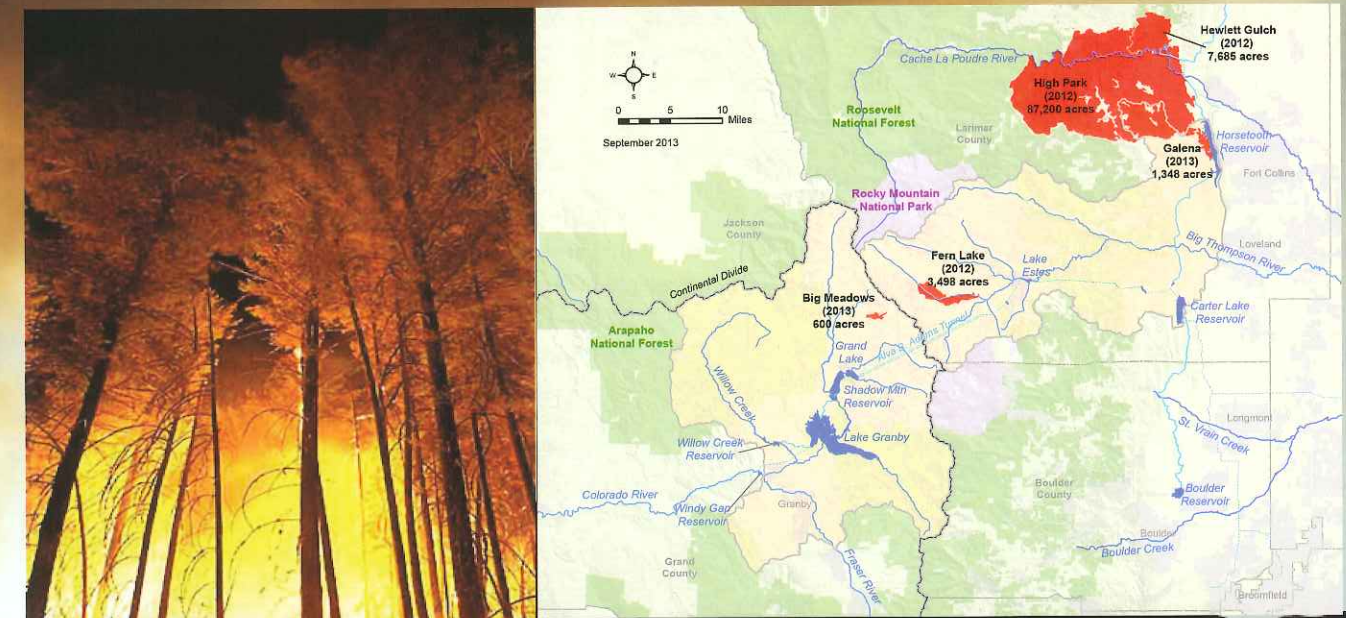 Hewlett Gulch
(2012)
7,685 acres
Cache La Poudre River
N
W E
S
High Park
(2012)
87,200 acres
0 5 10 Miles
September 2013
Roosevelt
National Forest
Larimer
County
Horsetooth
Reservoir
Galena
(2013)
1,348 acres
Fort Collins
Rocky Mountain
National Park
Jackson
County
Big Thompson River
Loveland
Fern Lake
(2012)
3,498 acres
Lake
Estes
Continental Divide
Big Meadows
(2013)
600 acres
Carter Lake
Reservoir
Arapaho
National Forest
Alva B. Adams Tunnel
Grand
Lake
Shadow Mtn
Reservoir
Willow Creek
Longmont
St. Vrain Creek
Lake Granby
Willow Creek
Reservoir
Boulder
County
Boulder
Reservoir
Colorado River
Windy Gap
Reservoir
Granby
Boulder
Boulder Creek
Grand
County
Fraser River
Broomfield